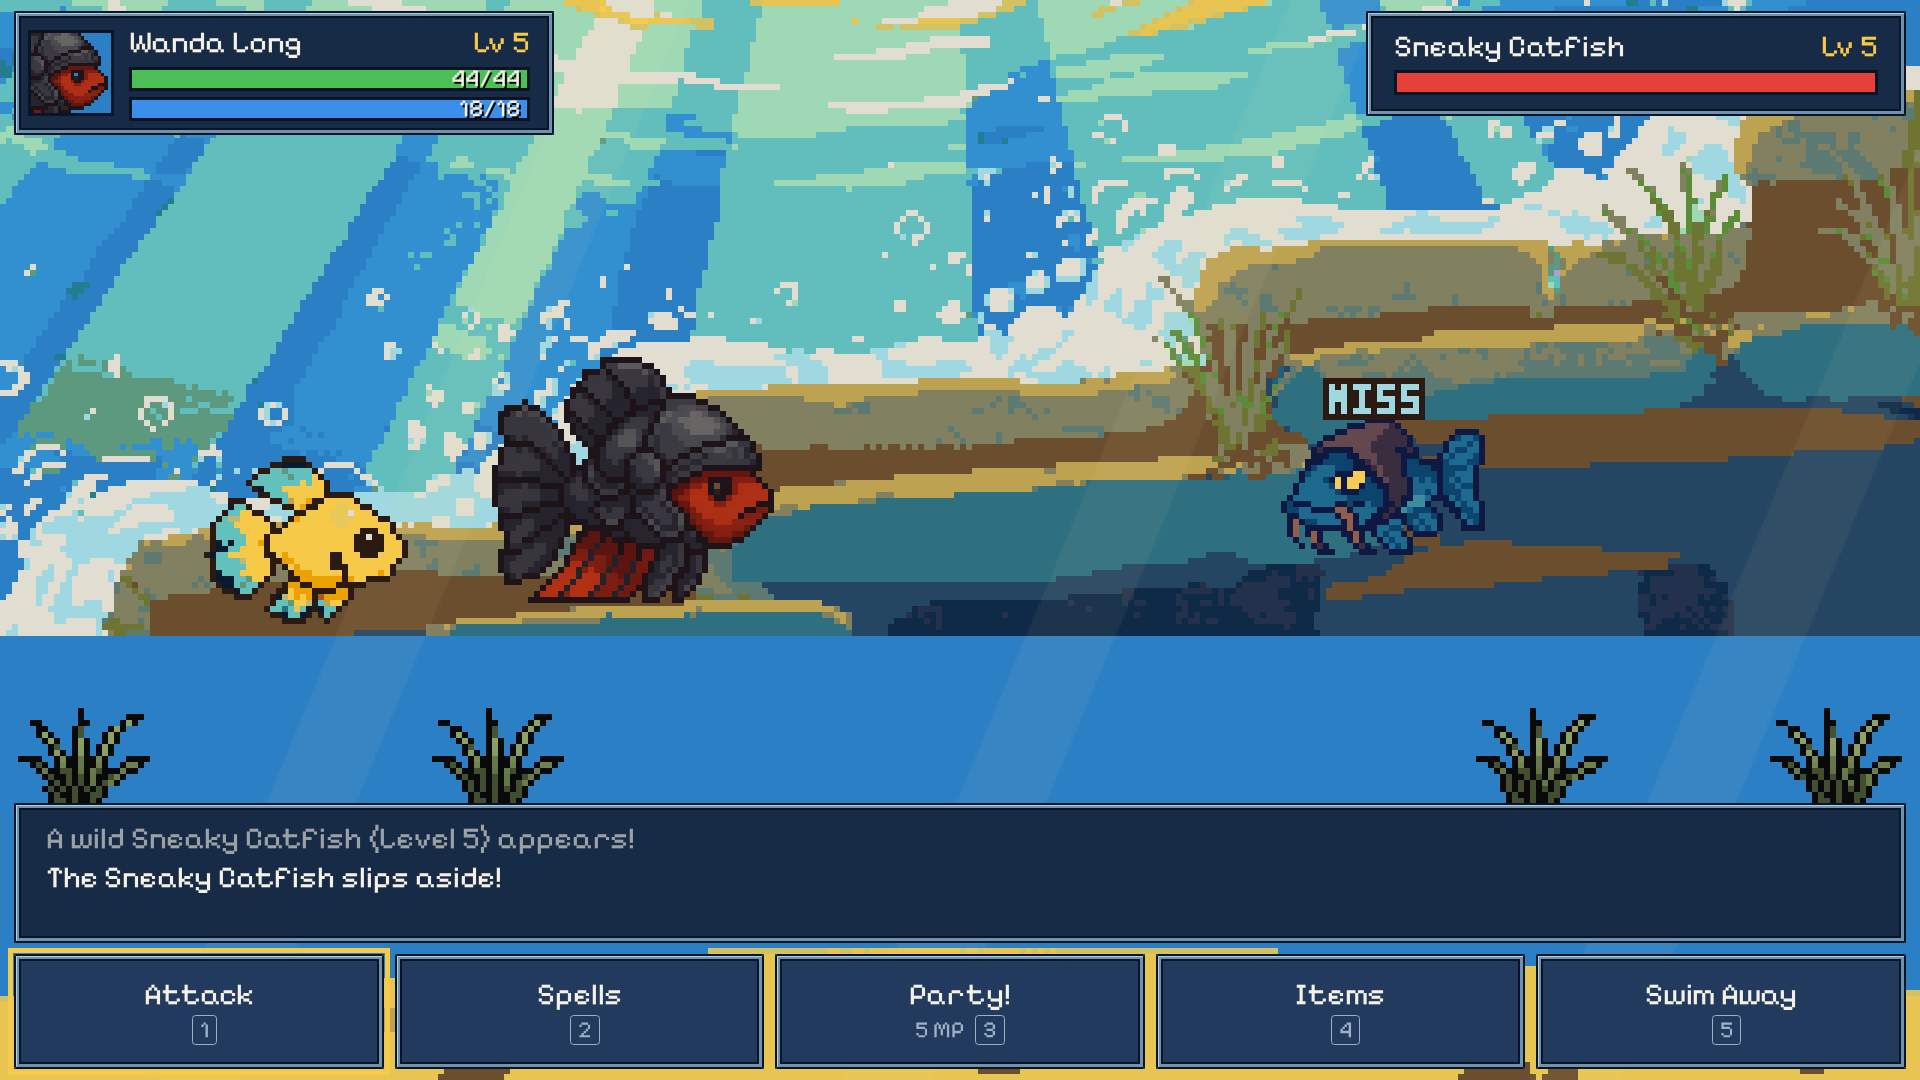 Wanda Long Lv 5
44/44
18/18
Sneaky Catfish Lv 5
MISS
A wild Sneaky Catfish (Level 5) appears!
The Sneaky Catfish slips aside!
Attack
1
Spells
2
Party!
5 MP 3
Items
4
Swim Away
5